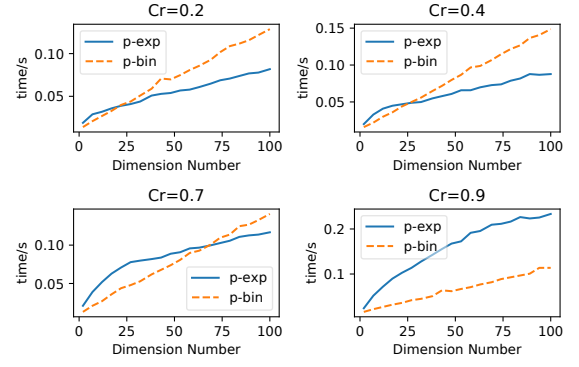 Cr=0.2
time/s
0.10
0.05
p-exp
p-bin
0 25 50 75 100
Dimension Number
Cr=0.4
time/s
0.15
0.10
0.05
p-exp
p-bin
0 25 50 75 100
Dimension Number
Cr=0.7
time/s
0.10
0.05
p-exp
p-bin
0 25 50 75 100
Dimension Number
Cr=0.9
time/s
0.2
0.1
p-exp
p-bin
0 25 50 75 100
Dimension Number